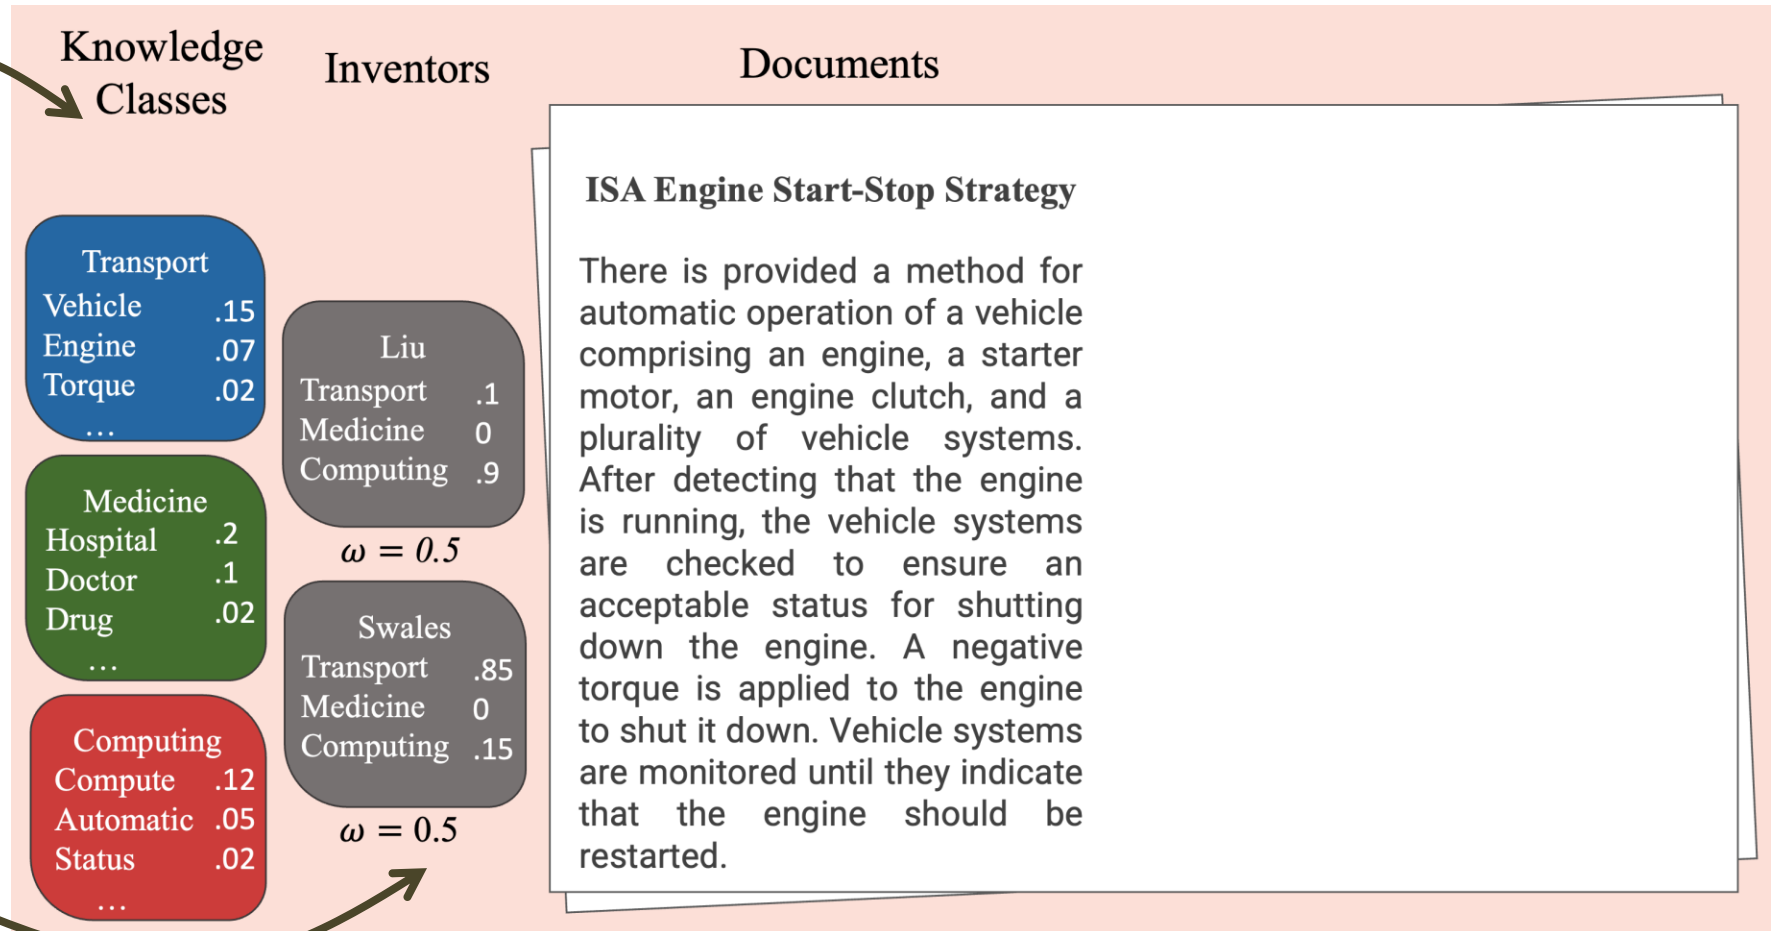 Knowledge
Classes
Inventors
Documents
Transport
Vehicle .15
Engine .07
Torque .02
...
Medicine
Hospital .2
Doctor .1
Drug .02
...
Computing
Compute .12
Automatic .05
Status .02
...
Liu
Transport .1
Medicine 0
Computing .9
ω = 0.5
Swales
Transport .85
Medicine 0
Computing .15
ω = 0.5
ISA Engine Start-Stop Strategy
There is provided a method for
automatic operation of a vehicle
comprising an engine, a starter
motor, an engine clutch, and a
plurality of vehicle systems.
After detecting that the engine
is running, the vehicle systems
are checked to ensure an
acceptable status for shutting
down the engine. A negative
torque is applied to the engine
to shut it down. Vehicle systems
are monitored until they indicate
that the engine should be
restarted.